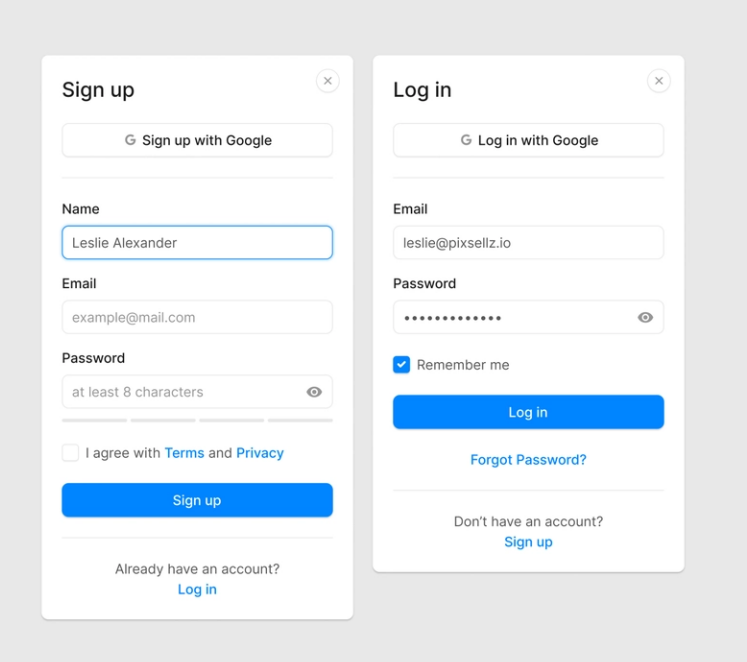 Sign up
G Sign up with Google
Name
Leslie Alexander
Email
example@mail.com
Password
at least 8 characters
I agree with Terms and Privacy
Sign up
Already have an account?
Log in
Log in
G Log in with Google
Email
leslie@pixsellz.io
Password
•••••••••••••
Remember me
Log in
Forgot Password?
Don’t have an account?
Sign up